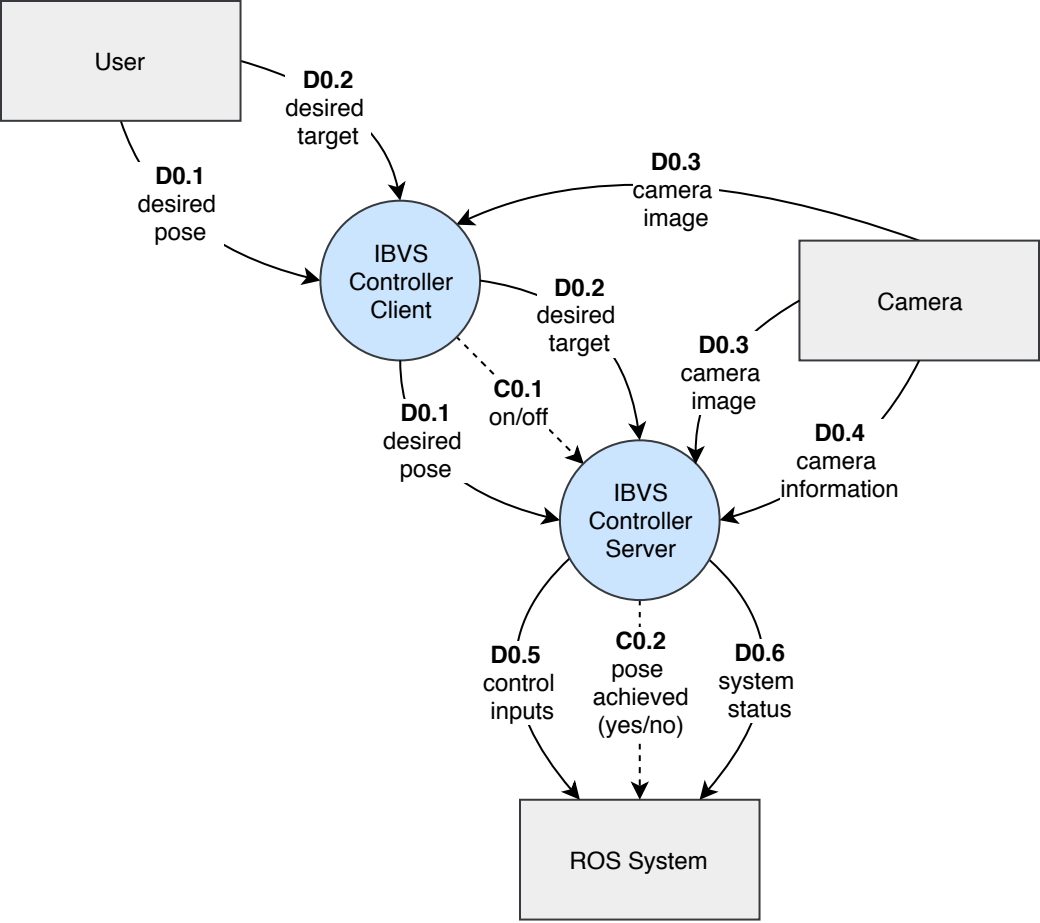 User
D0.2
desired
target
D0.1
desired
pose
D0.3
camera
image
IBVS
Controller
Client
Camera
D0.2
desired
target
D0.3
camera
image
C0.1
on/off
D0.1
desired
pose
D0.4
camera
information
IBVS
Controller
Server
D0.5
control
inputs
C0.2
pose
achieved
(yes/no)
D0.6
system
status
ROS System